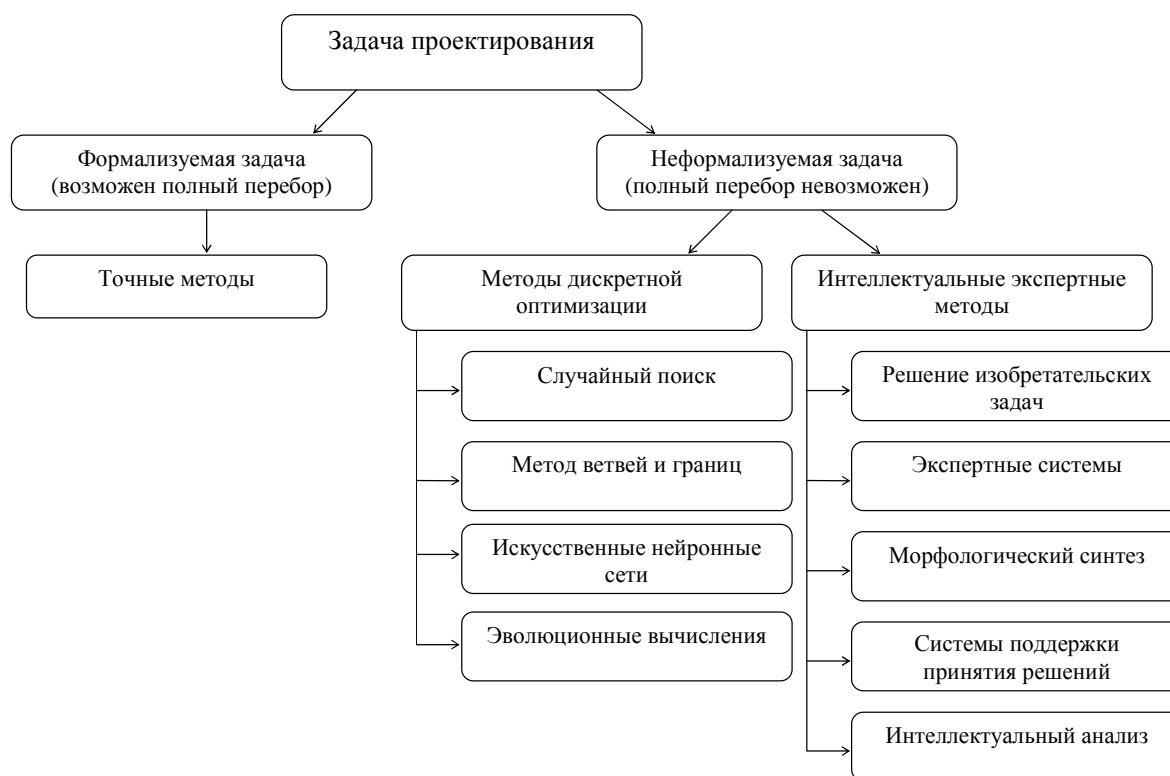 Задача проектирования
Формализуемая задача
(возможен полный перебор)
Неформализуемая задача
(полный перебор невозможен)
Точные методы
Методы дискретной
оптимизации
Интеллектуальные экспертные
методы
Случайный поиск
Метод ветвей и границ
Искусственные нейронные
сети
Эволюционные вычисления
Решение изобретательских
задач
Экспертные системы
Морфологический синтез
Системы поддержки
принятия решений
Интеллектуальный анализ